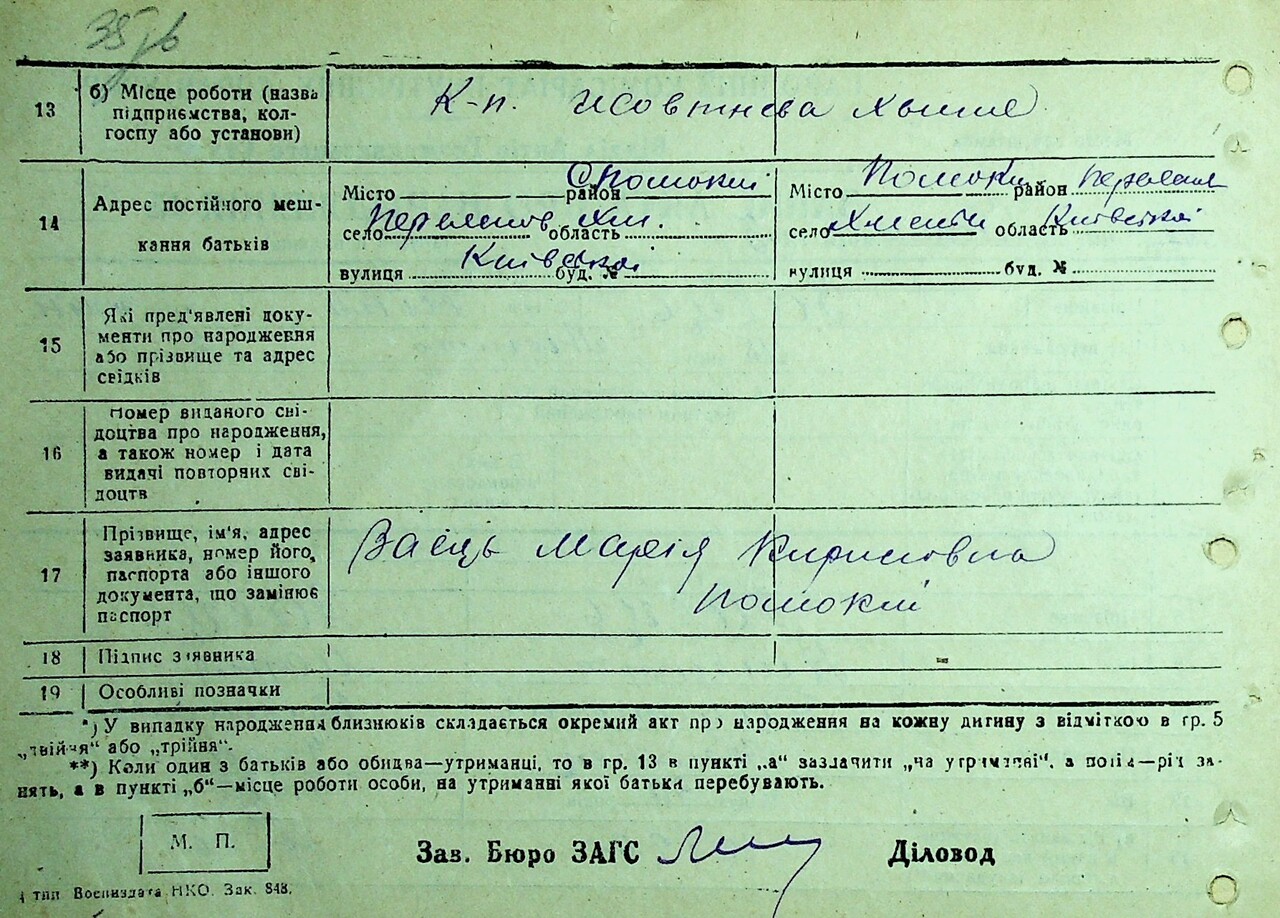 13 б) Місце роботи (назва
підприємства, кол-
госпу або установи)
К-п. Жовтнева
14 Адрес постійного меш-
кання батьків
Місто район
село область
Київської
вулиця буд. №
Місто район
село область Київської
вулиця буд. №
15 Які пред'явлені доку-
менти про народження
або прізвище та адрес
свідків
16 Номер виданого сві-
доцтва про народження,
а також номер і дата
видачі повторних сві-
доцтв
17 Прізвище, ім'я, адрес
заявника, номер його,
паспорта або іншого
документа, що замінює
паспорт
Заєць Марія
18 Підпис заявника
19 Особливі позначки
*) У випадку народження близнюків складається окремий акт про народження на кожну дитину з відміткою в гр. 5
„двійня“ або „трійня“.
**) Коли один з батьків або обидва—утриманці, то в гр. 13 в пункті „а“ зазначити „на утриманні“, а потім—рід за-
нять, а в пункті „б“—місце роботи особи, на утриманні якої батьки перебувають.
М. П.
Зав. Бюро ЗАГС Діловод
тип Воениздата НКО. Зак. 848.